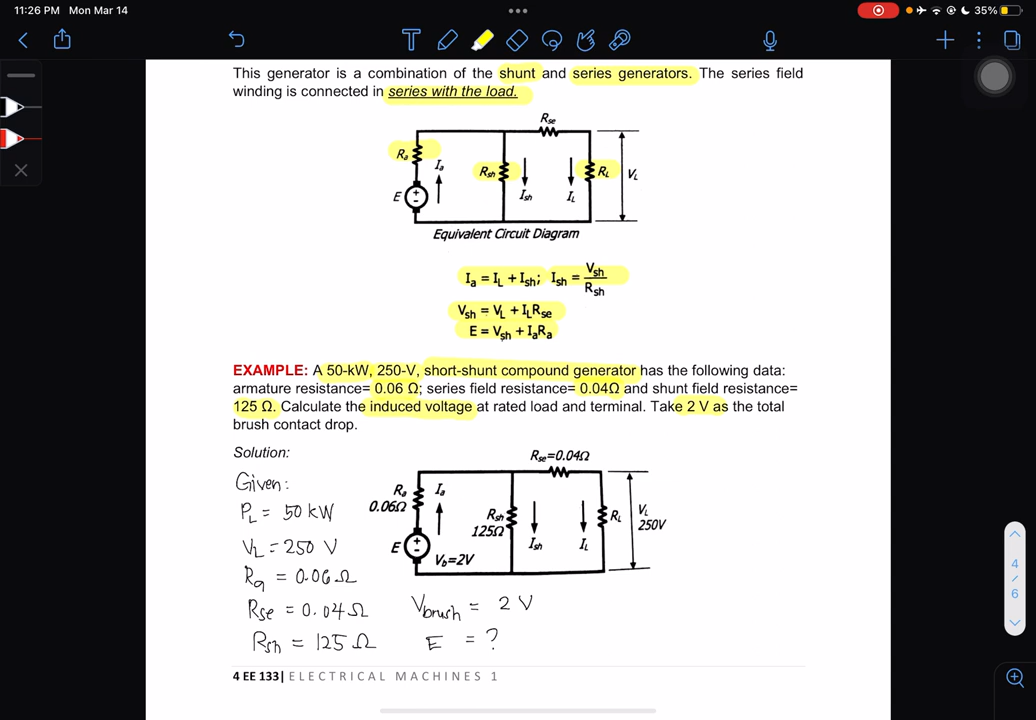 11:26 PM Mon Mar 14
35%
This generator is a combination of the shunt and series generators. The series field
winding is connected in series with the load.
Rse
Ra
Ia
Rsh
RL
VL
E
Ish
IL
Equivalent Circuit Diagram
Ia = IL + Ish; Ish = Vsh
Rsh
Vsh = VL + ILRse
E = Vsh + IaRa
EXAMPLE: A 50-kW, 250-V, short-shunt compound generator has the following data:
armature resistance= 0.06 Ω; series field resistance= 0.04Ω and shunt field resistance=
125 Ω. Calculate the induced voltage at rated load and terminal. Take 2 V as the total
brush contact drop.
Solution:
Rse=0.04Ω
Given:
Ra
0.06Ω
Ia
PL = 50 kW
Rsh
125Ω
RL
VL
250V
VL = 250 V
E
Vb=2V
Ish
IL
Ra = 0.06 Ω
Rse = 0.04 Ω
Vbrush = 2 V
Rsh = 125 Ω
E = ?
4 EE 133| ELECTRICAL MACHINES 1
4
/
6